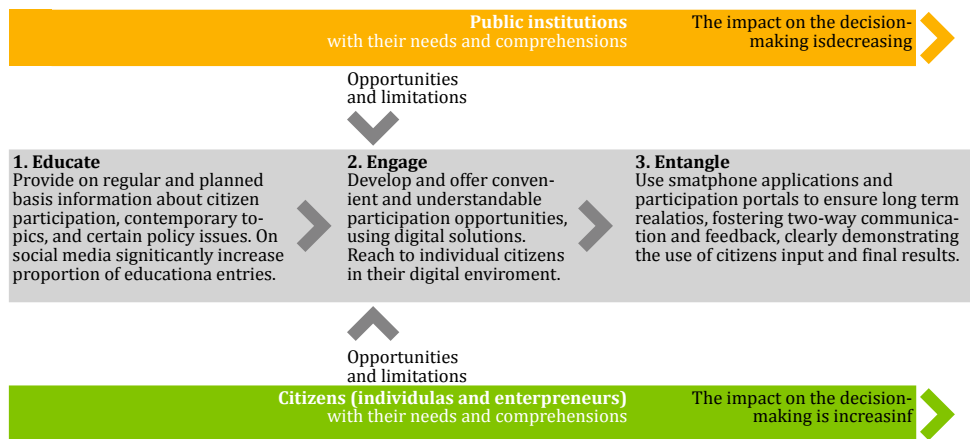 Public institutions
with their needs and comprehensions
The impact on the decision-
making isdecreasing
Opportunities
and limitations
1. Educate
Provide on regular and planned
basis information about citizen
participation, contemporary to-
pics, and certain policy issues. On
social media signiticantly increase
proportion of educationa entries.
2. Engage
Develop and offer conven-
ient and understandable
participation opportunities,
using digital solutions.
Reach to individual citizens
in their digital enviroment.
3. Entangle
Use smatphone applications and
participation portals to ensure long term
realatios, fostering two-way communica-
tion and feedback, clearly demonstrating
the use of citizens input and final results.
Opportunities
and limitations
Citizens (individulas and enterpreneurs)
with their needs and comprehensions
The impact on the decision-
making is increasinf